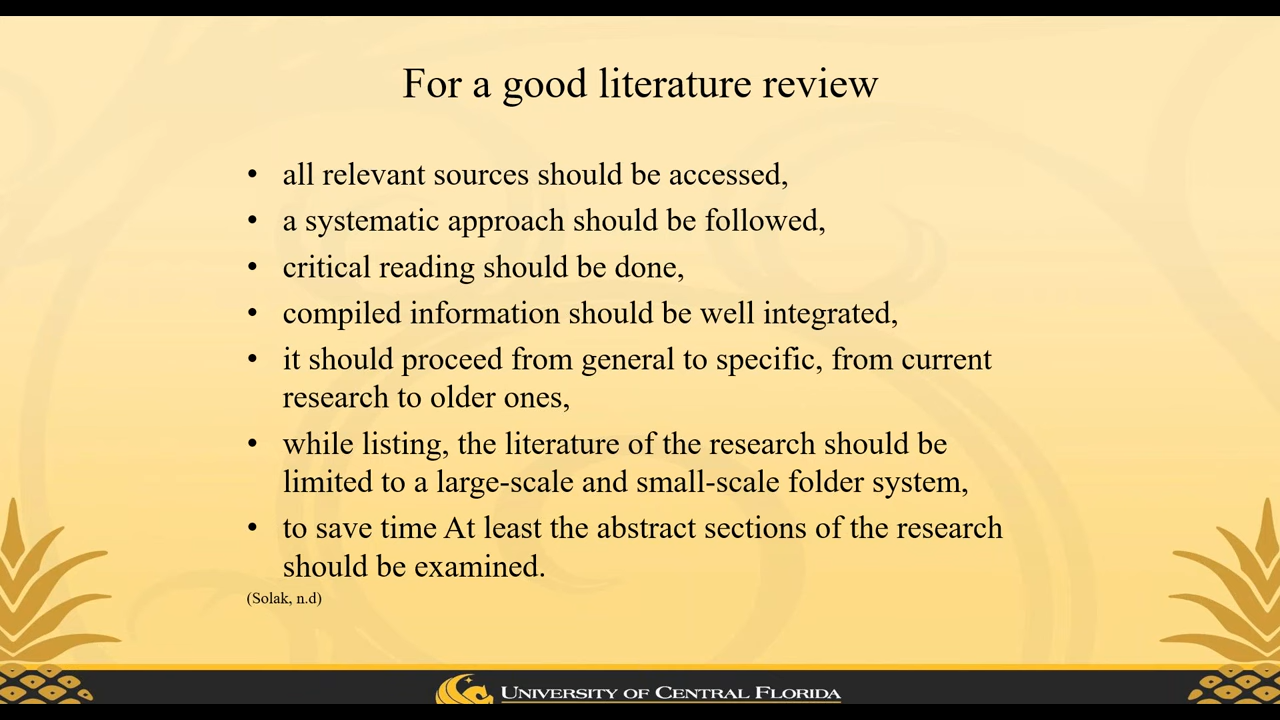 For a good literature review
• all relevant sources should be accessed,
• a systematic approach should be followed,
• critical reading should be done,
• compiled information should be well integrated,
• it should proceed from general to specific, from current
research to older ones,
• while listing, the literature of the research should be
limited to a large-scale and small-scale folder system,
• to save time At least the abstract sections of the research
should be examined.
(Solak, n.d)
UNIVERSITY OF CENTRAL FLORIDA